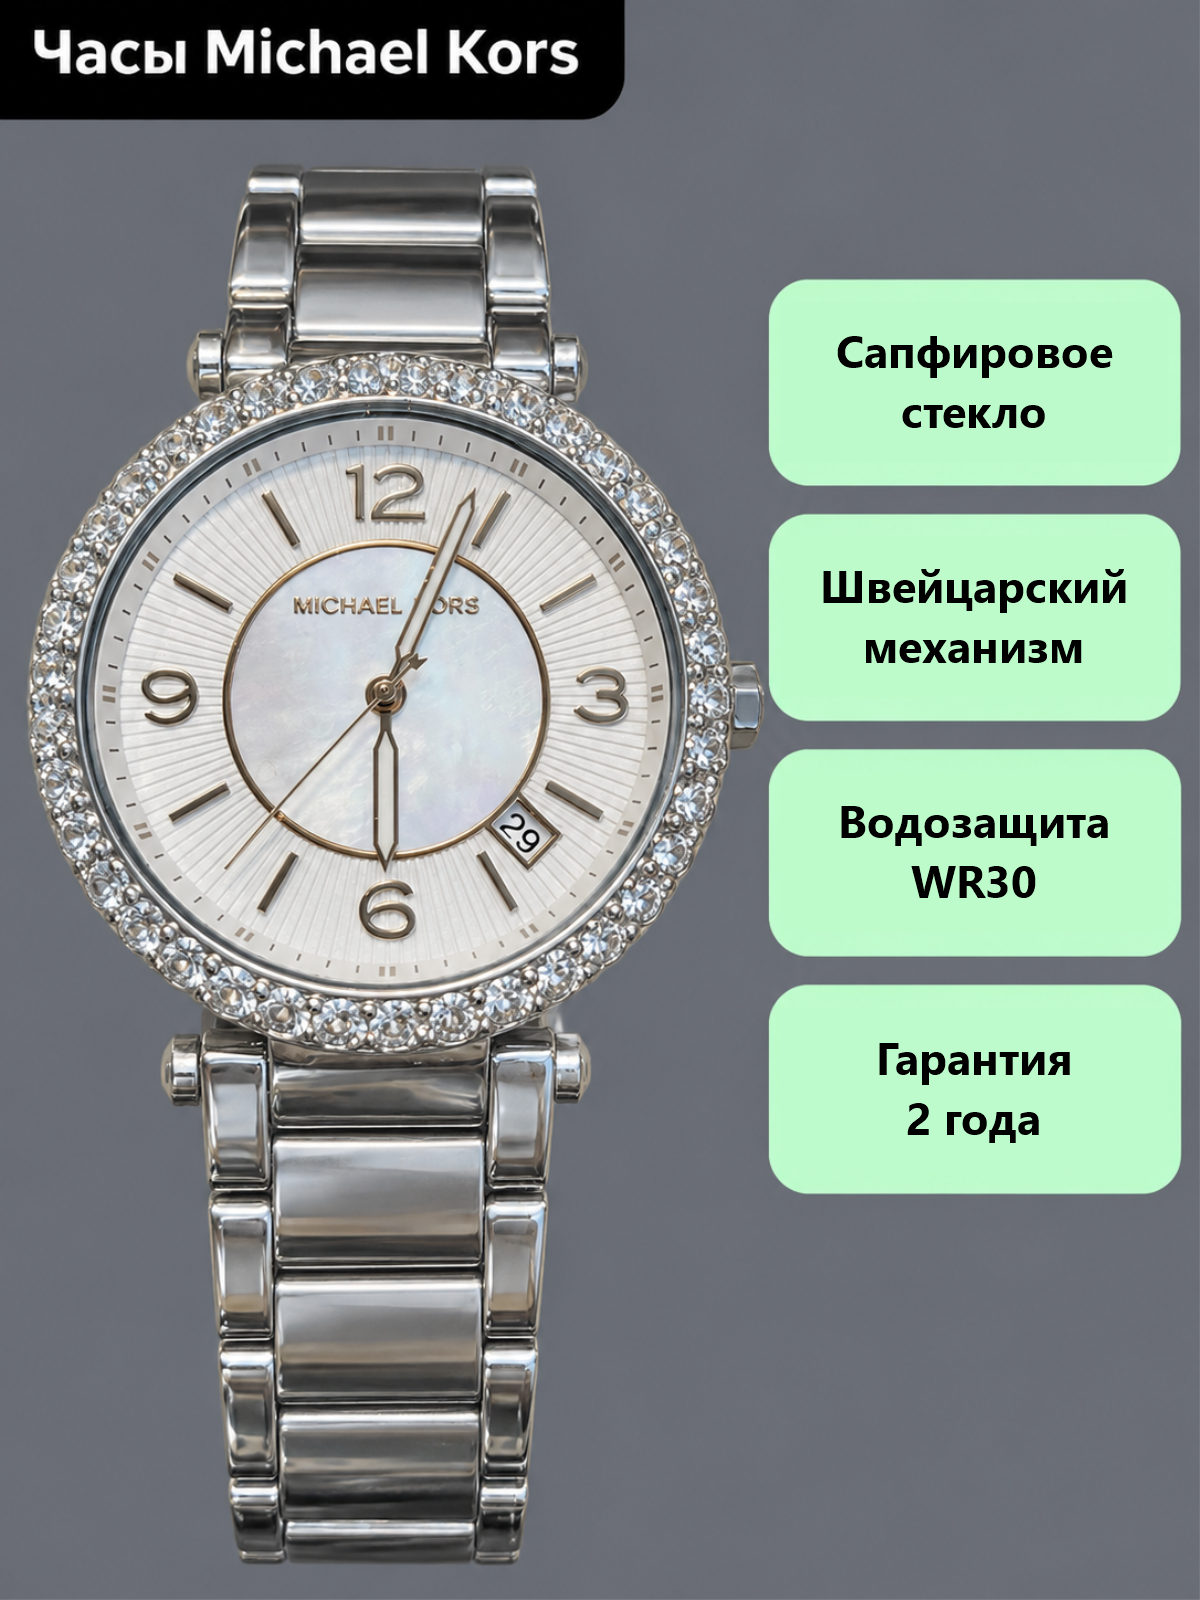 Часы Michael Kors
12
MICHAEL KORS
9
3
29
6
Сапфировое
стекло
Швейцарский
механизм
Водозащита
WR30
Гарантия
2 года